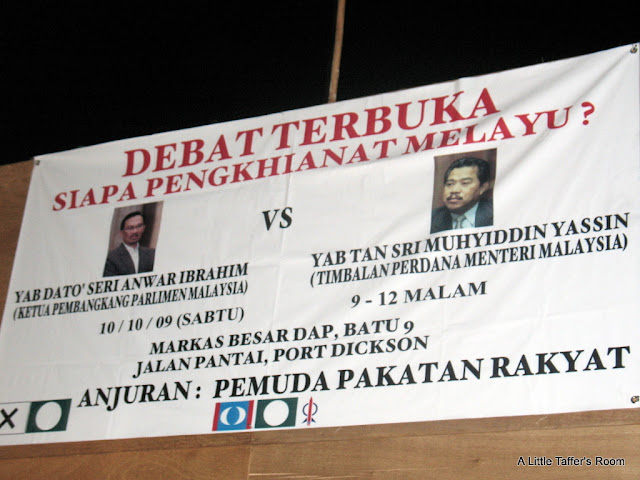 DEBAT TERBUKA
SIAPA PENGKHIANAT MELAYU ?
VS
YAB DATO' SERI ANWAR IBRAHIM
(KETUA PEMBANGKANG PARLIMEN MALAYSIA)
YAB TAN SRI MUHYIDDIN YASSIN
(TIMBALAN PERDANA MENTERI MALAYSIA)
10 / 10 / 09 (SABTU)
9 - 12 MALAM
MARKAS BESAR DAP, BATU 9
JALAN PANTAI, PORT DICKSON
ANJURAN : PEMUDA PAKATAN RAKYAT
A Little Taffer's Room